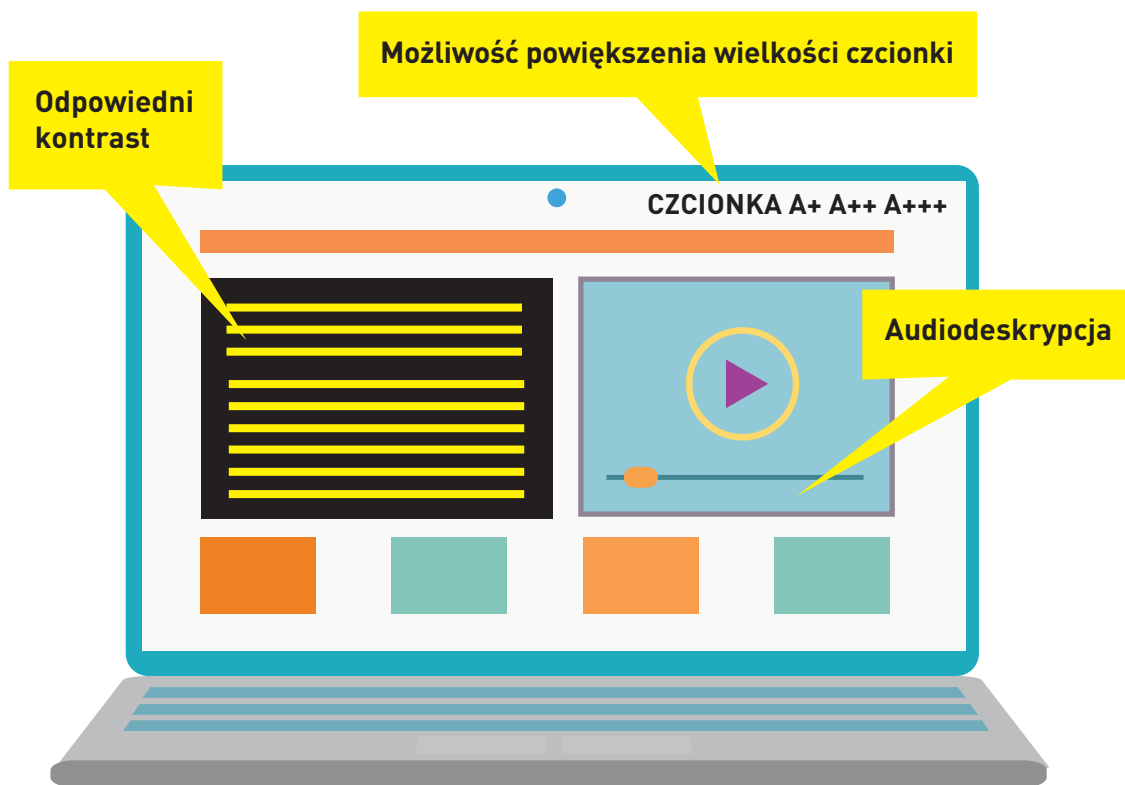 Możliwość powiększenia wielkości czcionki
Odpowiedni
kontrast
CZCIONKA A+ A++ A+++
Audiodeskrypcja